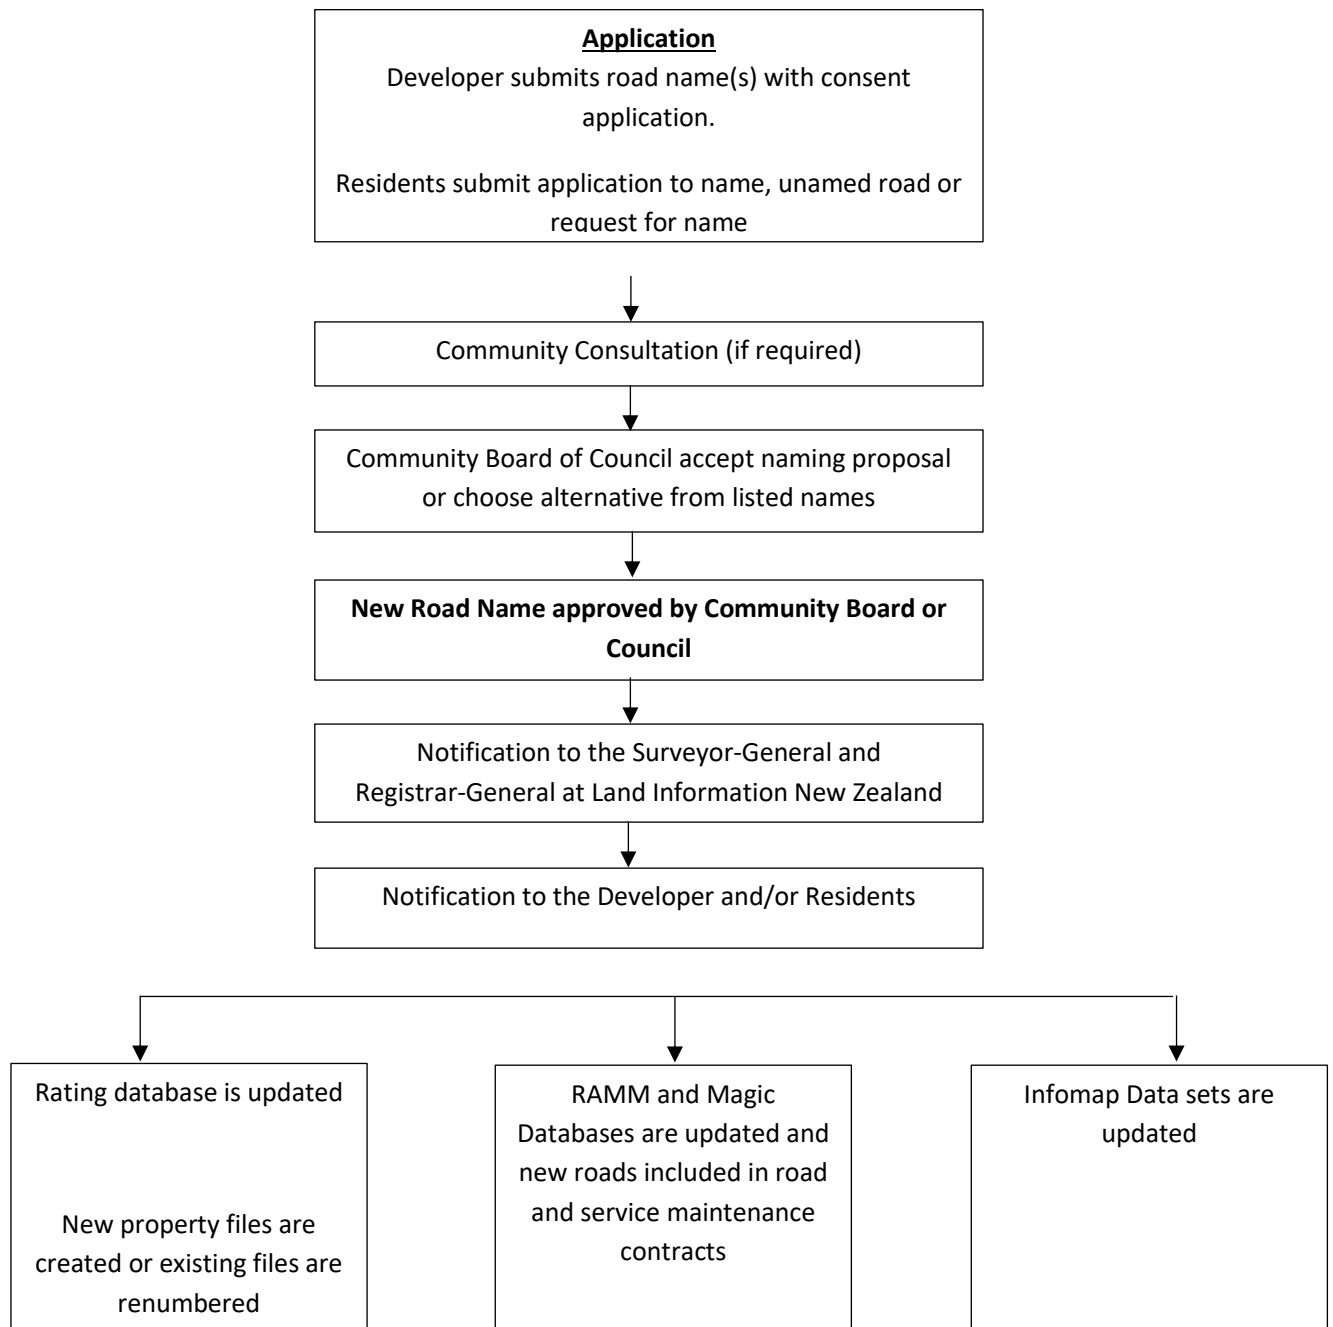 Application
Developer submits road name(s) with consent
application.
Residents submit application to name, unamed road or
request for name
Community Consultation (if required)
Community Board of Council accept naming proposal
or choose alternative from listed names
New Road Name approved by Community Board or
Council
Notification to the Surveyor-General and
Registrar-General at Land Information New Zealand
Notification to the Developer and/or Residents
Rating database is updated
New property files are
created or existing files are
renumbered
RAMM and Magic
Databases are updated and
new roads included in road
and service maintenance
contracts
Infomap Data sets are
updated